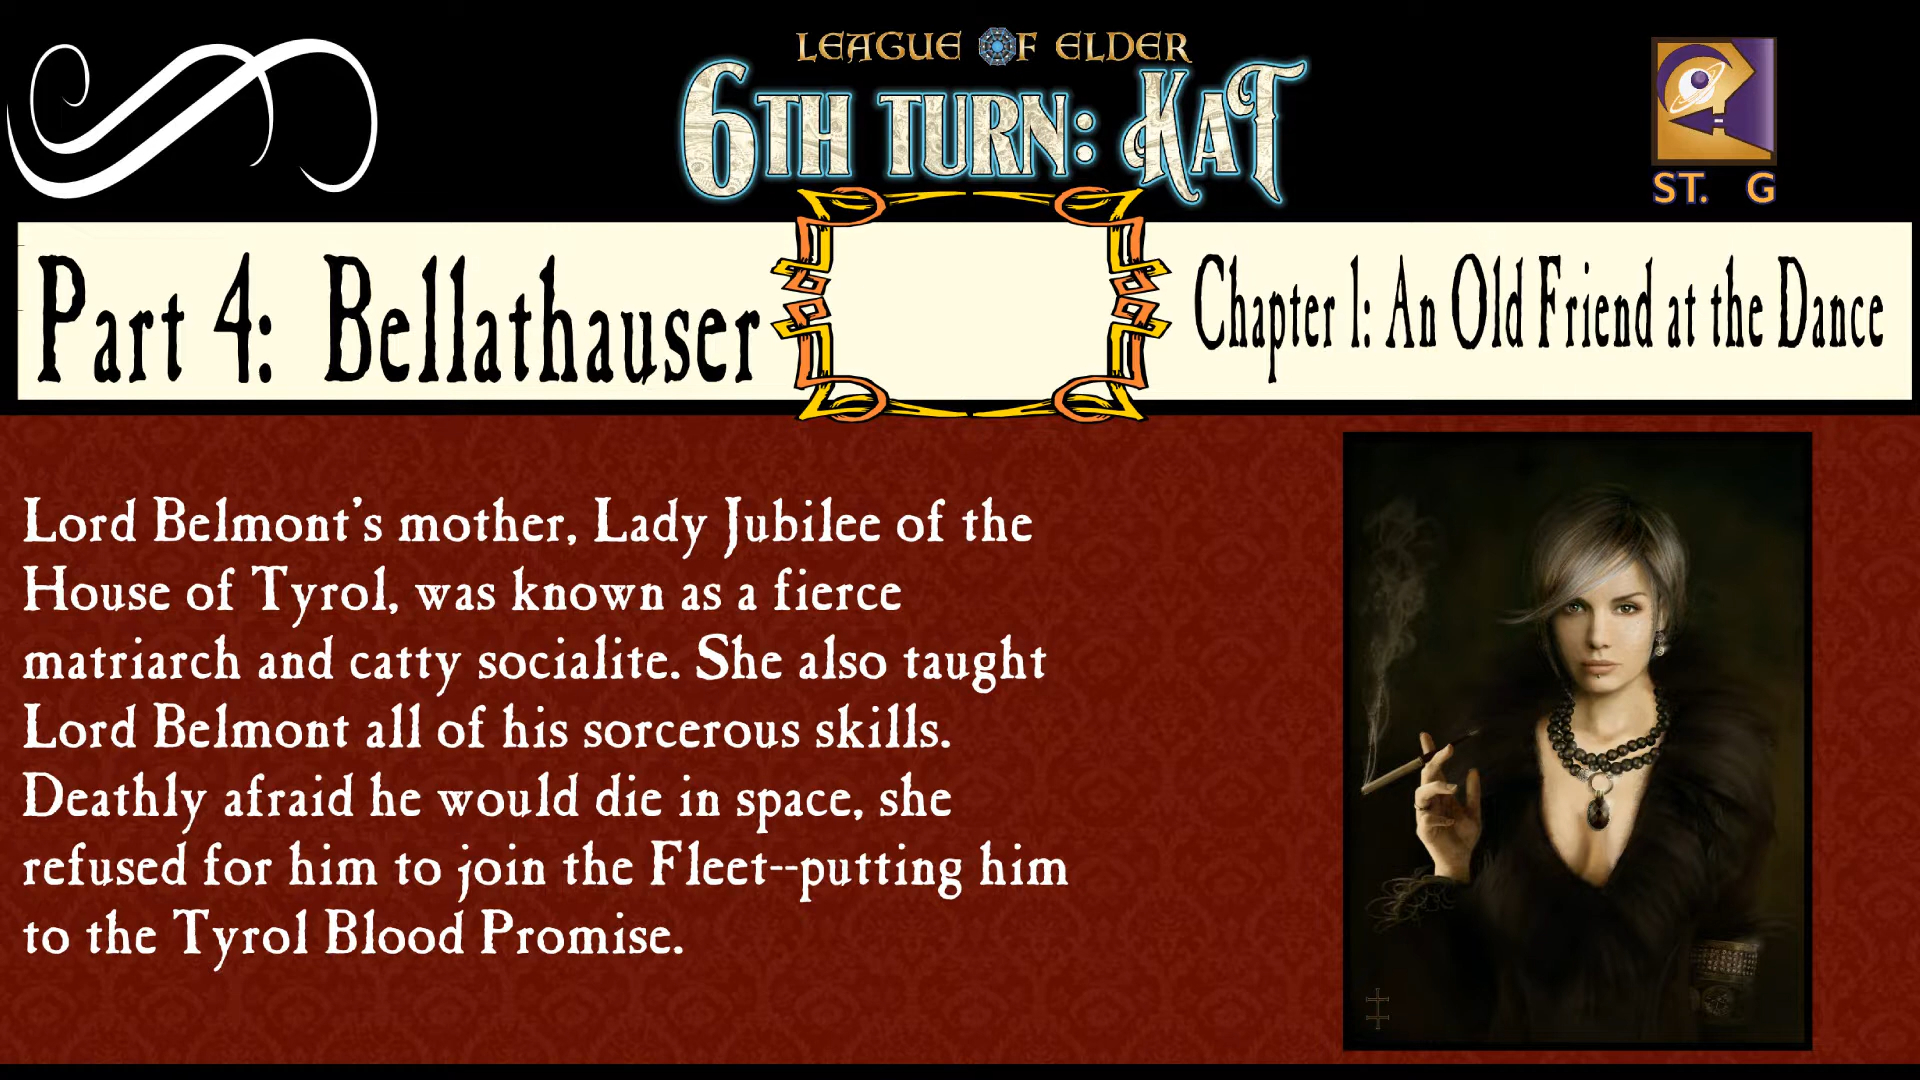 LEAGUE OF ELDER
6TH TURN: KAT
ST. G
Part 4: Bellathauser
Chapter 1: An Old Friend at the Dance
Lord Belmont's mother, Lady Jubilee of the
House of Tyrol, was known as a fierce
matriarch and catty socialite. She also taught
Lord Belmont all of his sorcerous skills.
Deathly afraid he would die in space, she
refused for him to join the Fleet--putting him
to the Tyrol Blood Promise.